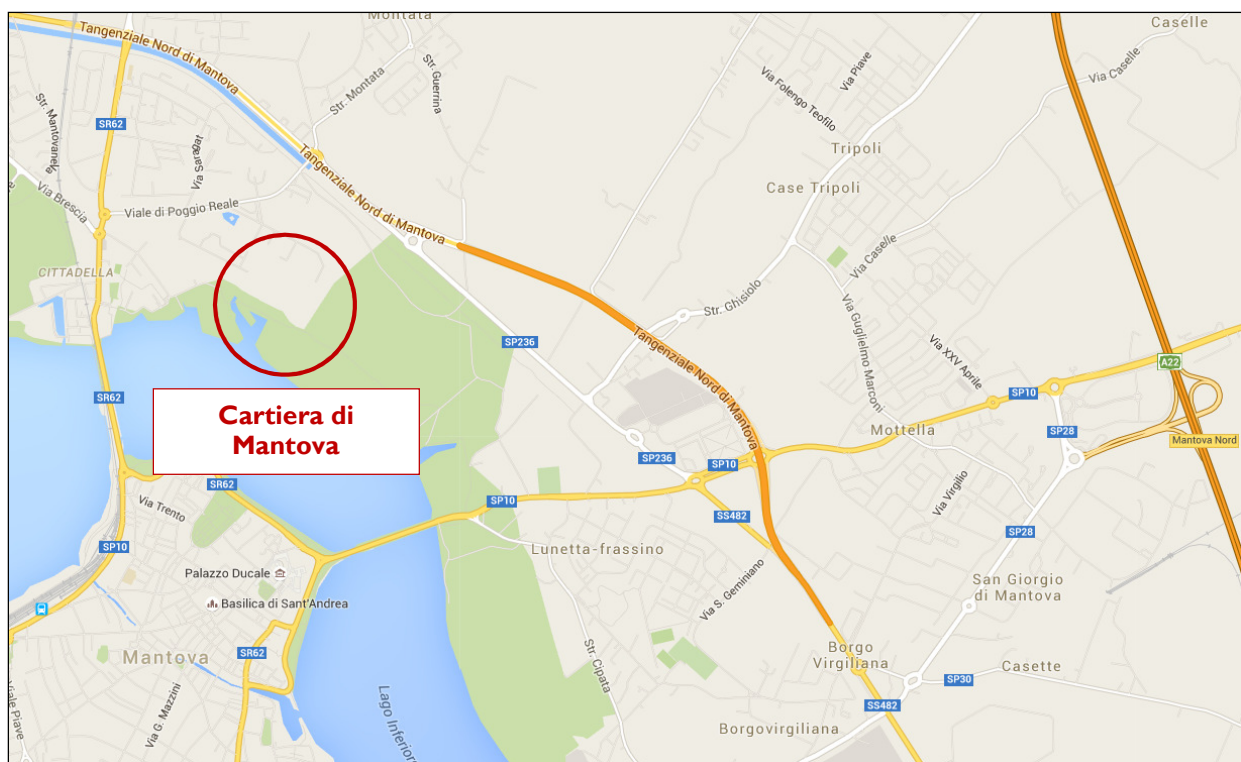 Montata
Caselle
Tangenziale Nord di Mantova
Str. Guerrina
Via Piave
Via Caselle
Via Folengo Teofilo
Str. Montata
SR62
Str. Mantovanella
Via Saragat
Tripoli
Tangenziale Nord di Mantova
Case Tripoli
Via Brescia
Viale di Poggio Reale
Tangenziale Nord di Mantova
Via Caselle
CITTADELLA
Str. Ghisiolo
Via Guglielmo Marconi
SP236
Tangenziale Nord di Mantova
Via XXV Aprile
A22
SR62
SP10
Cartiera di
Mantova
Mottella
SP28
Mantova Nord
SP236
SP10
SR62
SP10
Via Trento
SS482
Via Virgilio
SP10
SP28
Lunetta-frassino
Palazzo Ducale
Via S. Geminiano
San Giorgio
di Mantova
Basilica di Sant'Andrea
Mantova
SR62
Str. Cipata
Borgo
Virgiliana
Casette
SP30
Viale Piave
Via G. Mazzini
Lago Inferiore
SS482
Borgovirgiliana